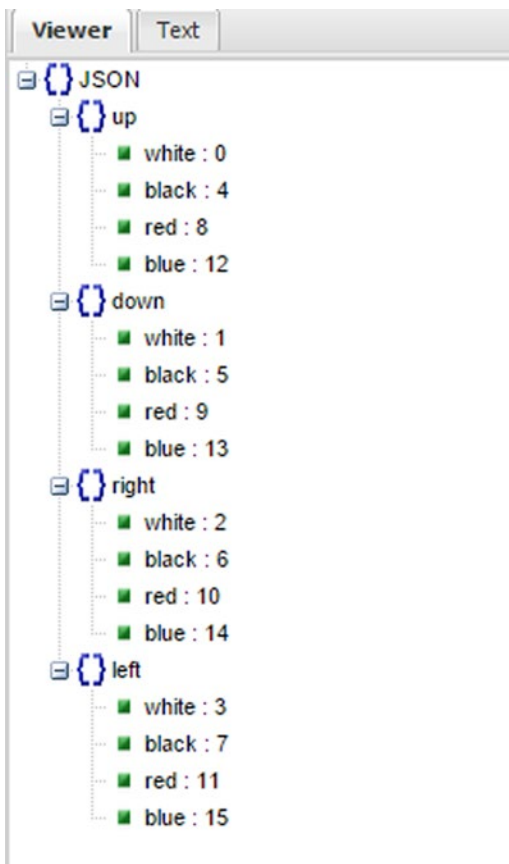 Viewer Text
JSON
up
white : 0
black : 4
red : 8
blue : 12
down
white : 1
black : 5
red : 9
blue : 13
right
white : 2
black : 6
red : 10
blue : 14
left
white : 3
black : 7
red : 11
blue : 15